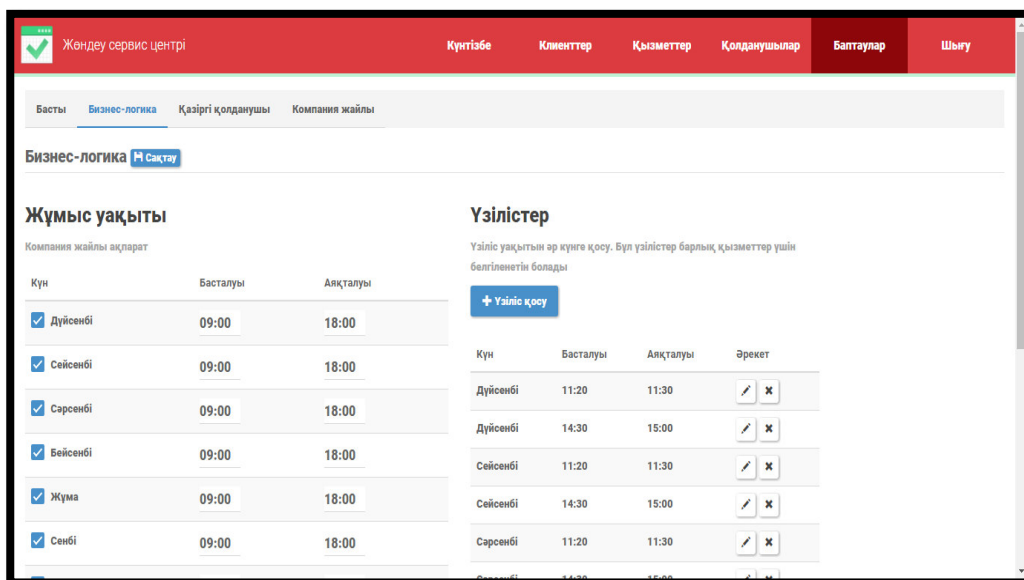 Жөндеу сервис центрі
Күнтізбе Клиенттер Қызметтер Қолданушылар Баптаулар Шығу
Басты Бизнес-логика Қазіргі қолданушы Компания жайлы
Бизнес-логика Сақтау
Жұмыс уақыты
Компания жайлы ақпарат
Күн Басталуы Аяқталуы
Дүйсенбі 09:00 18:00
Сейсенбі 09:00 18:00
Сәрсенбі 09:00 18:00
Бейсенбі 09:00 18:00
Жұма 09:00 18:00
Сенбі 09:00 18:00
Үзілістер
Үзіліс уақытын әр күнге қосу. Бұл үзілістер барлық қызметтер үшін
белгіленетін болады
+ Үзіліс қосу
Күн Басталуы Аяқталуы Әрекет
Дүйсенбі 11:20 11:30
Дүйсенбі 14:30 15:00
Сейсенбі 11:20 11:30
Сейсенбі 14:30 15:00
Сәрсенбі 11:20 11:30